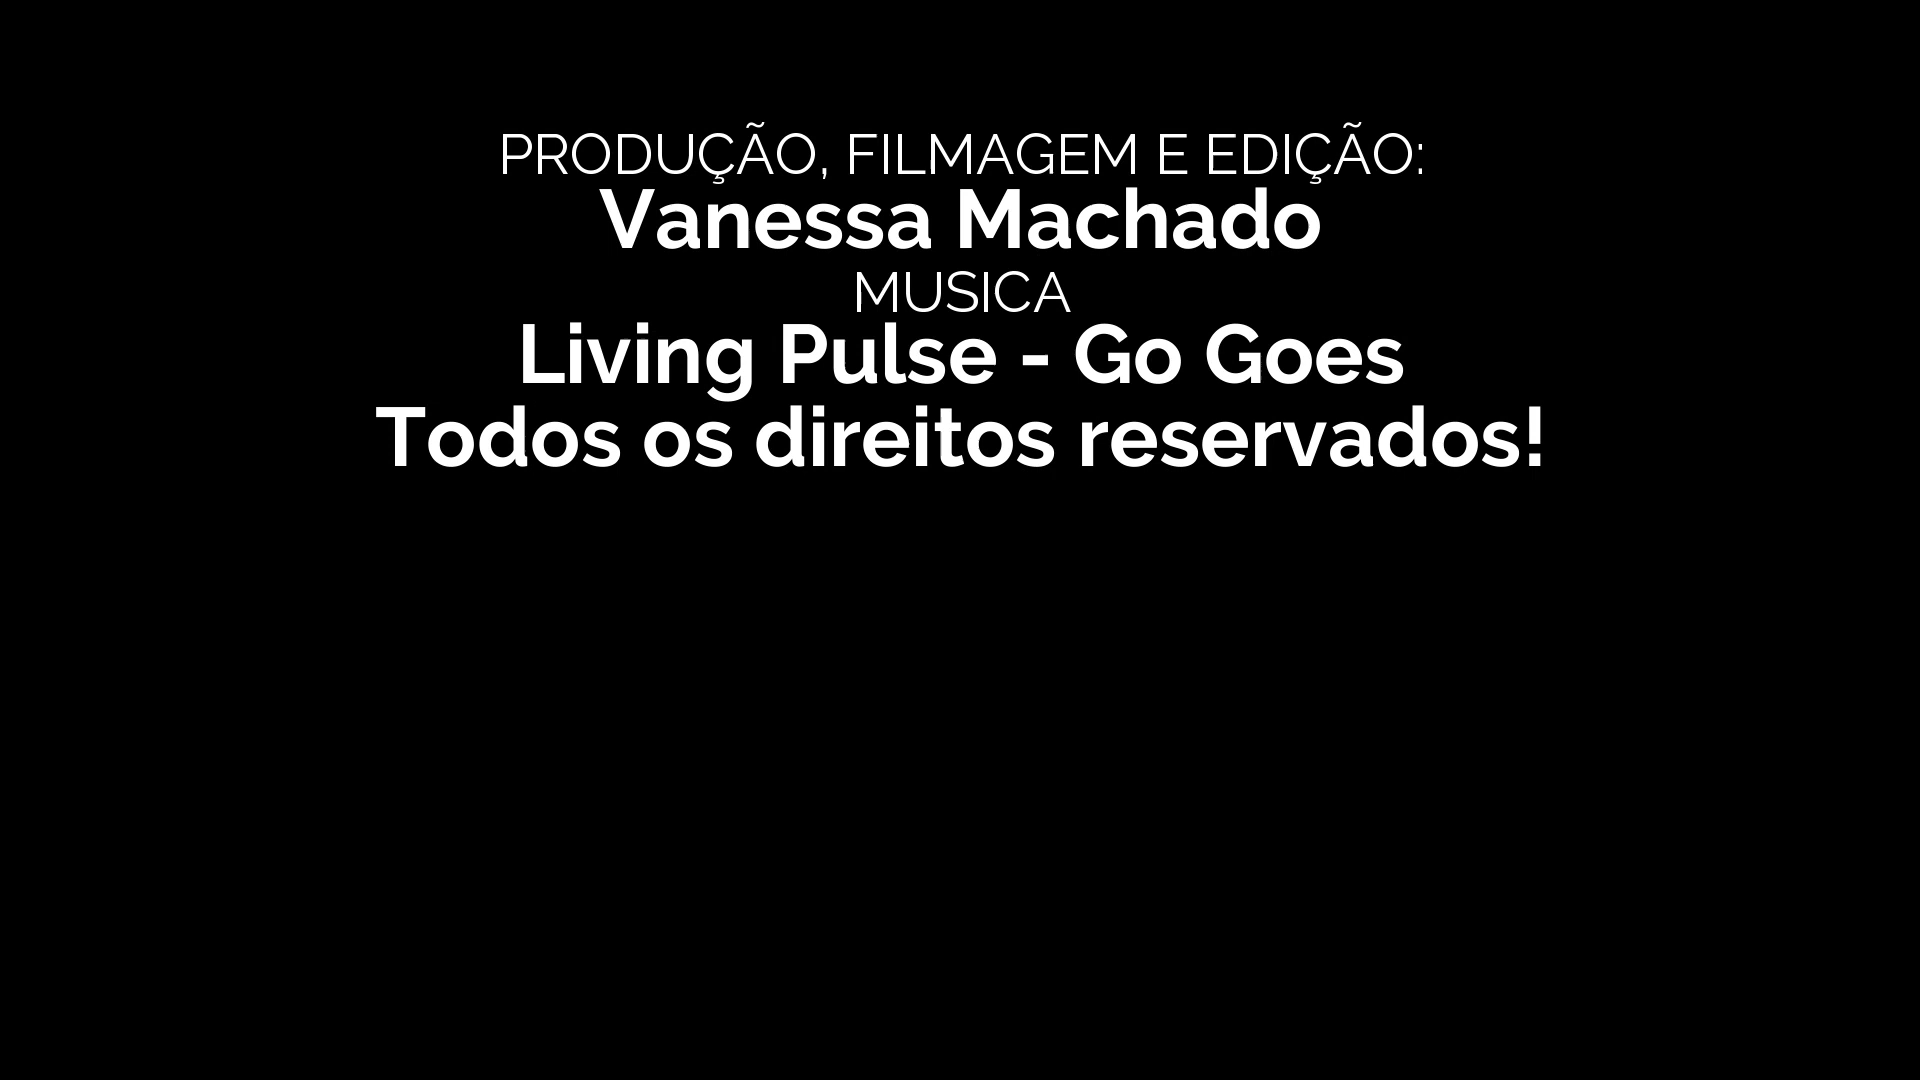 PRODUÇÃO, FILMAGEM E EDIÇÃO:
Vanessa Machado
MUSICA
Living Pulse - Go Goes
Todos os direitos reservados!